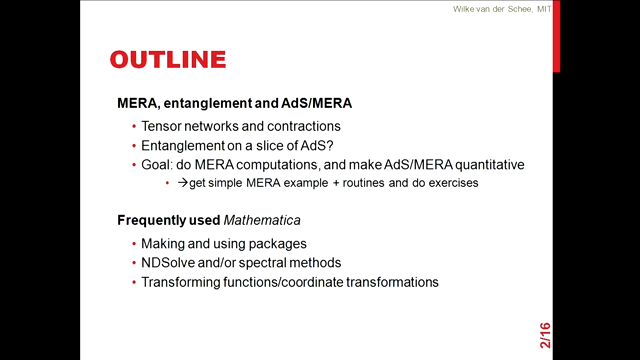 Wilke van der Schee, MIT
OUTLINE
MERA, entanglement and AdS/MERA
• Tensor networks and contractions
• Entanglement on a slice of AdS?
• Goal: do MERA computations, and make AdS/MERA quantitative
• →get simple MERA example + routines and do exercises
Frequently used Mathematica
• Making and using packages
• NDSolve and/or spectral methods
• Transforming functions/coordinate transformations
2/16